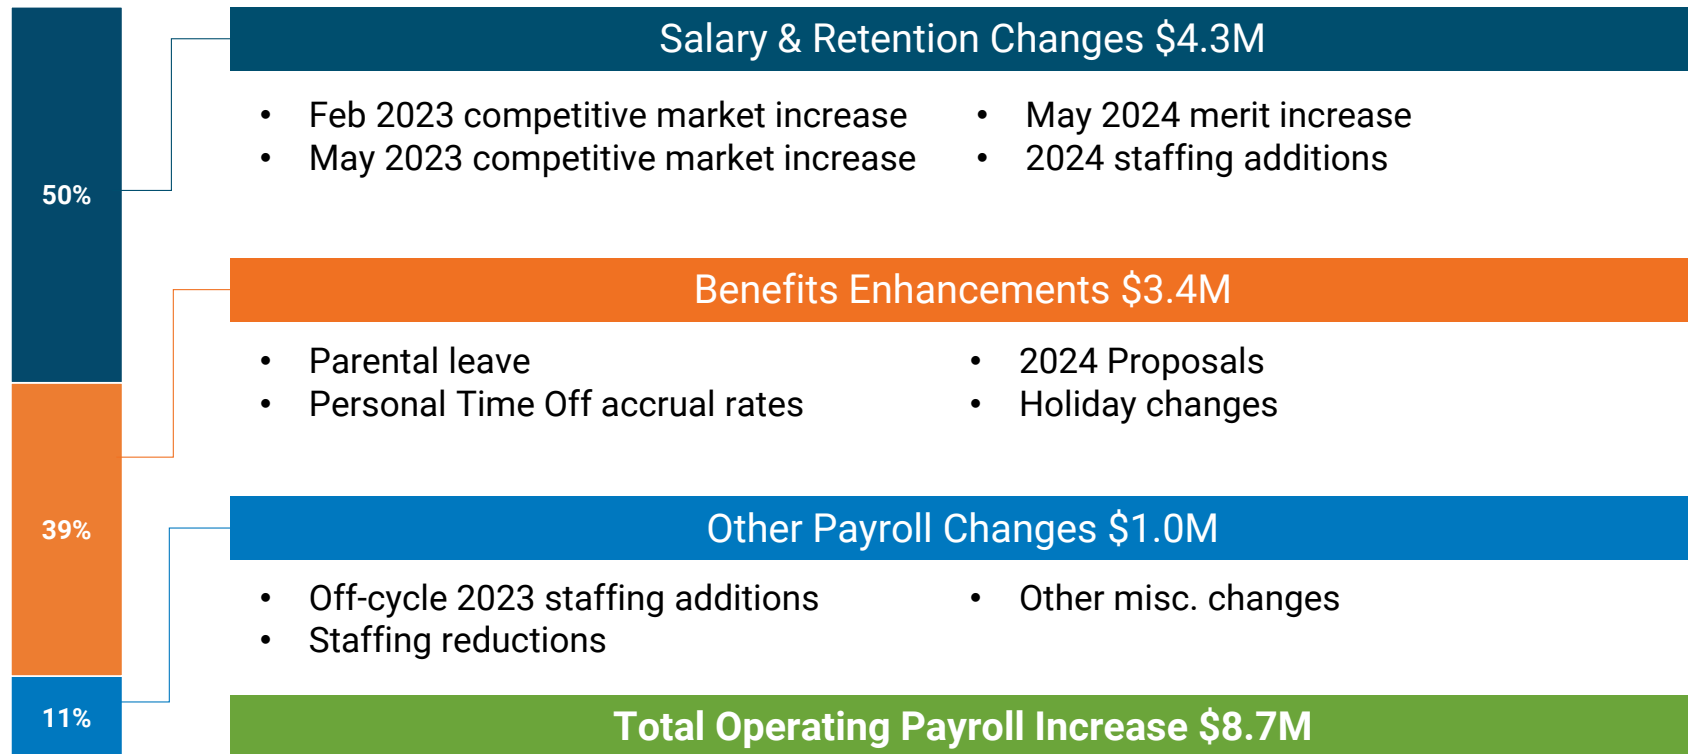 Salary & Retention Changes $4.3M
• Feb 2023 competitive market increase
• May 2023 competitive market increase
• May 2024 merit increase
• 2024 staffing additions
50%
Benefits Enhancements $3.4M
• Parental leave
• Personal Time Off accrual rates
• 2024 Proposals
• Holiday changes
39%
Other Payroll Changes $1.0M
• Off-cycle 2023 staffing additions
• Staffing reductions
• Other misc. changes
11%
Total Operating Payroll Increase $8.7M